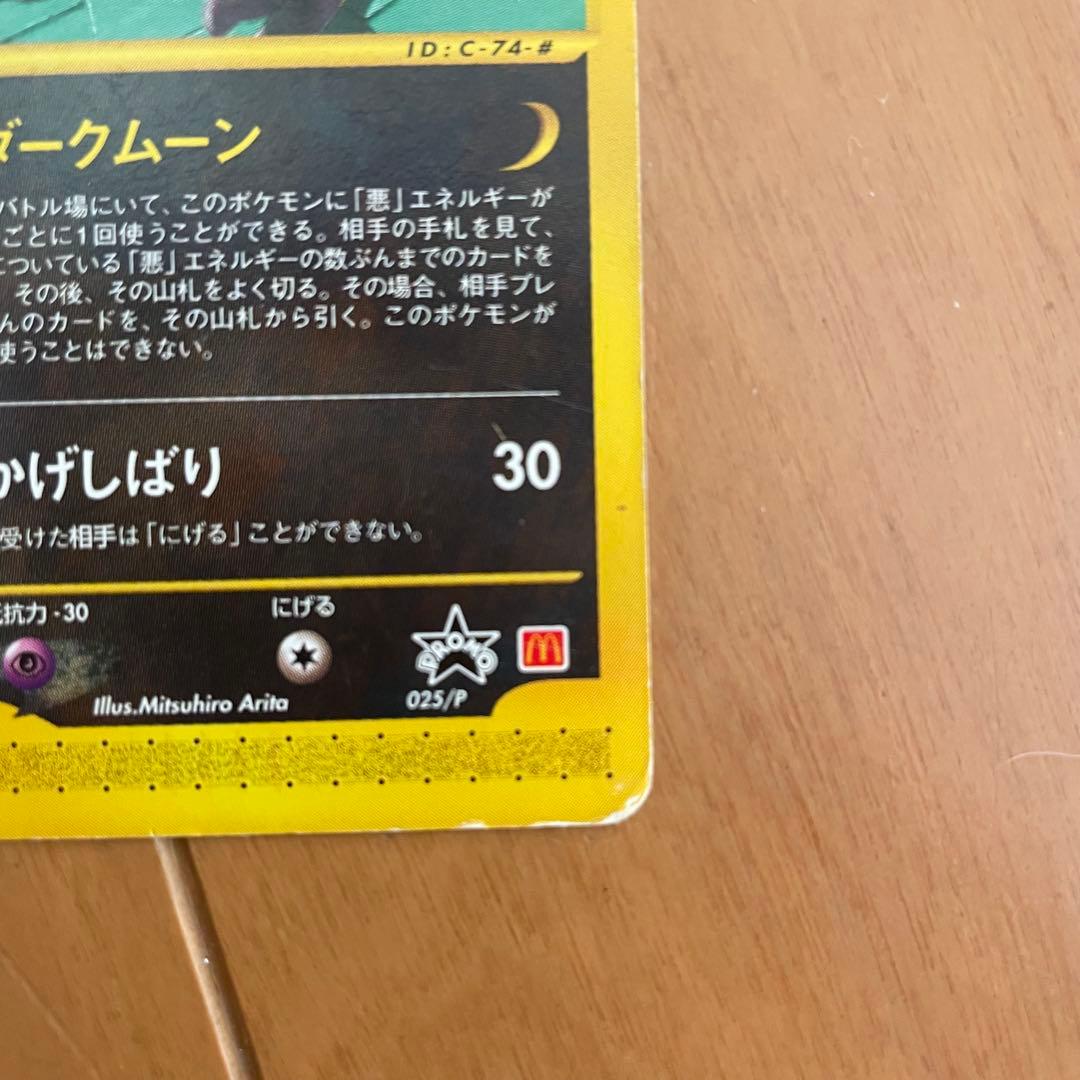 ID:C-74-#
ダークムーン
バトル場にいて、このポケモンに「悪」エネルギーが
ごとに1回使うことができる。相手の手札を見て、
についている「悪」エネルギーの数ぶんまでのカードを
その後、その山札をよく切る。その場合、相手プレ
んのカードを、その山札から引く。このポケモンが
使うことはできない。
かげしばり 30
受けた相手は「にげる」ことができない。
抵抗力-30 にげる
PROMO
025/P
Illus.Mitsuhiro Arita